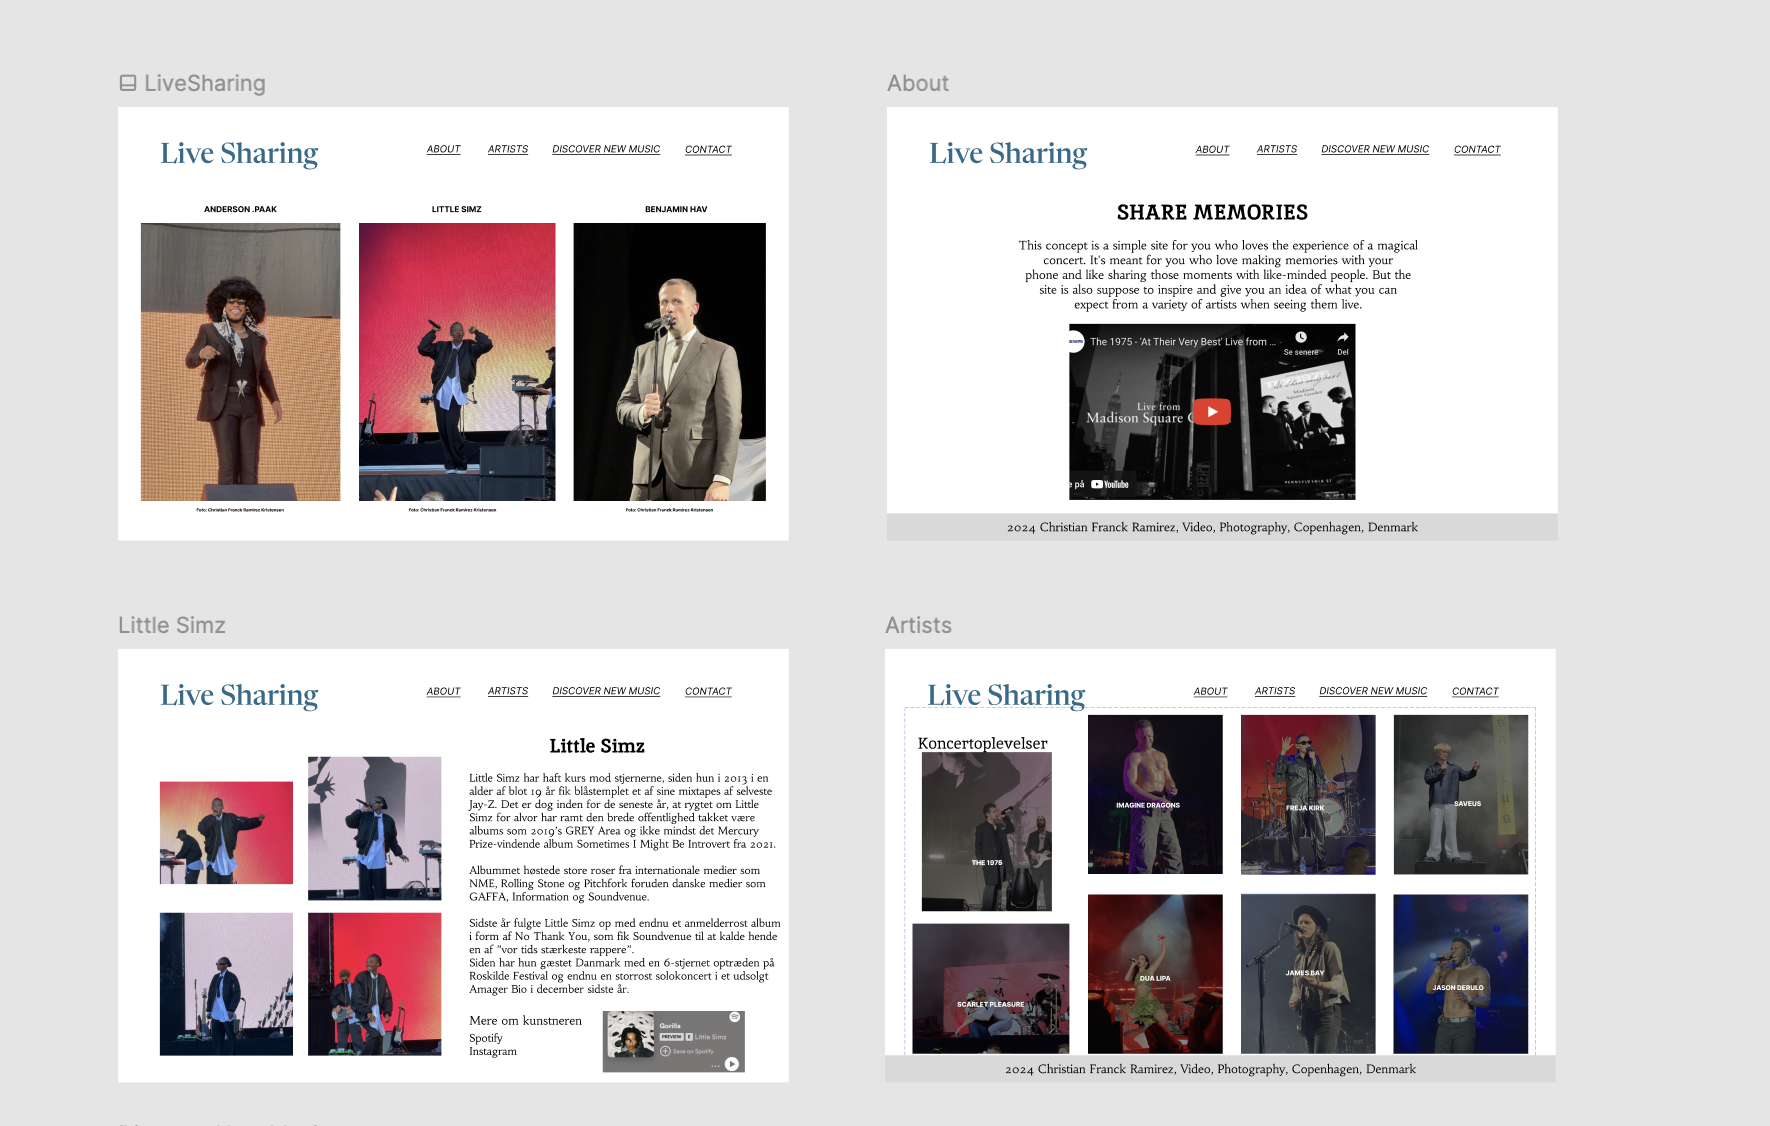 LiveSharing
Live Sharing
ABOUT ARTISTS DISCOVER NEW MUSIC CONTACT
ANDERSON .PAAK
LITTLE SIMZ
BENJAMIN HAV
Foto: Christian Franck Ramirez Kristensen
Foto: Christian Franck Ramirez Kristensen
Foto: Christian Franck Ramirez Kristensen
About
Live Sharing
ABOUT ARTISTS DISCOVER NEW MUSIC CONTACT
SHARE MEMORIES
This concept is a simple site for you who loves the experience of a magical
concert. It's meant for you who love making memories with your
phone and like sharing those moments with like-minded people. But the
site is also suppose to inspire and give you an idea of what you can
expect from a variety of artists when seeing them live.
The 1975 - 'At Their Very Best' Live from ...
Se senere
Del
Live from
Madison Square
Madison
Square Garden
PENNSYLVANIA ST
e på YouTube
2024 Christian Franck Ramirez, Video, Photography, Copenhagen, Denmark
Little Simz
Live Sharing
ABOUT ARTISTS DISCOVER NEW MUSIC CONTACT
Little Simz
Little Simz har haft kurs mod stjernerne, siden hun i 2013 i en
alder af blot 19 år fik blåstemplet et af sine mixtapes af selveste
Jay-Z. Det er dog inden for de seneste år, at rygtet om Little
Simz for alvor har ramt den brede offentlighed takket være
albums som 2019's GREY Area og ikke mindst det Mercury
Prize-vindende album Sometimes I Might Be Introvert fra 2021.
Albummet høstede store roser fra internationale medier som
NME, Rolling Stone og Pitchfork foruden danske medier som
GAFFA, Information og Soundvenue.
Sidste år fulgte Little Simz op med endnu et anmelderrost album
i form af No Thank You, som fik Soundvenue til at kalde hende
en af "vor tids stærkeste rappere".
Siden har hun gæstet Danmark med en 6-stjernet optræden på
Roskilde Festival og endnu en storrost solokoncert i et udsolgt
Amager Bio i december sidste år.
Mere om kunstneren
Spotify
Instagram
Gorilla
PREVIEW E Little Simz
Save on Spotify
Artists
Live Sharing
ABOUT ARTISTS DISCOVER NEW MUSIC CONTACT
Koncertoplevelser
THE 1975
IMAGINE DRAGONS
FREJA KIRK
SAVEUS
SCARLET PLEASURE
DUA LIPA
JAMES BAY
JASON DERULO
2024 Christian Franck Ramirez, Video, Photography, Copenhagen, Denmark